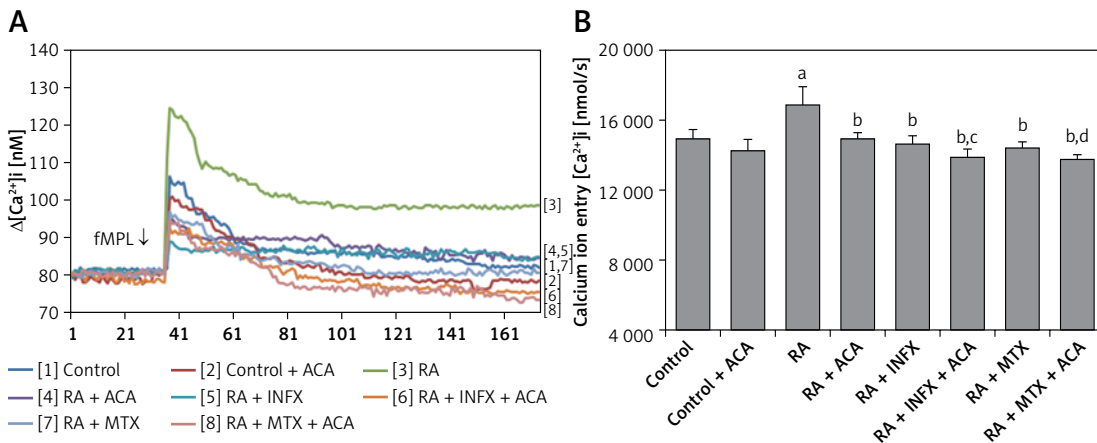 A
Δ[Ca²⁺]i [nM]
140
130
120
110
100
90
80
70
fMPL ↓
[3]
[4,5]
[1,7]
[2]
[6]
[8]
1 21 41 61 81 101 121 141 161
[1] Control [2] Control + ACA [3] RA
[4] RA + ACA [5] RA + INFX [6] RA + INFX + ACA
[7] RA + MTX [8] RA + MTX + ACA
B
Calcium ion entry [Ca²⁺]i [nmol/s]
20 000
16 000
14 000
8 000
4 000
a
b
b
b,c
b
b,d
Control
Control + ACA
RA
RA + ACA
RA + INFX
RA + INFX + ACA
RA + MTX
RA + MTX + ACA